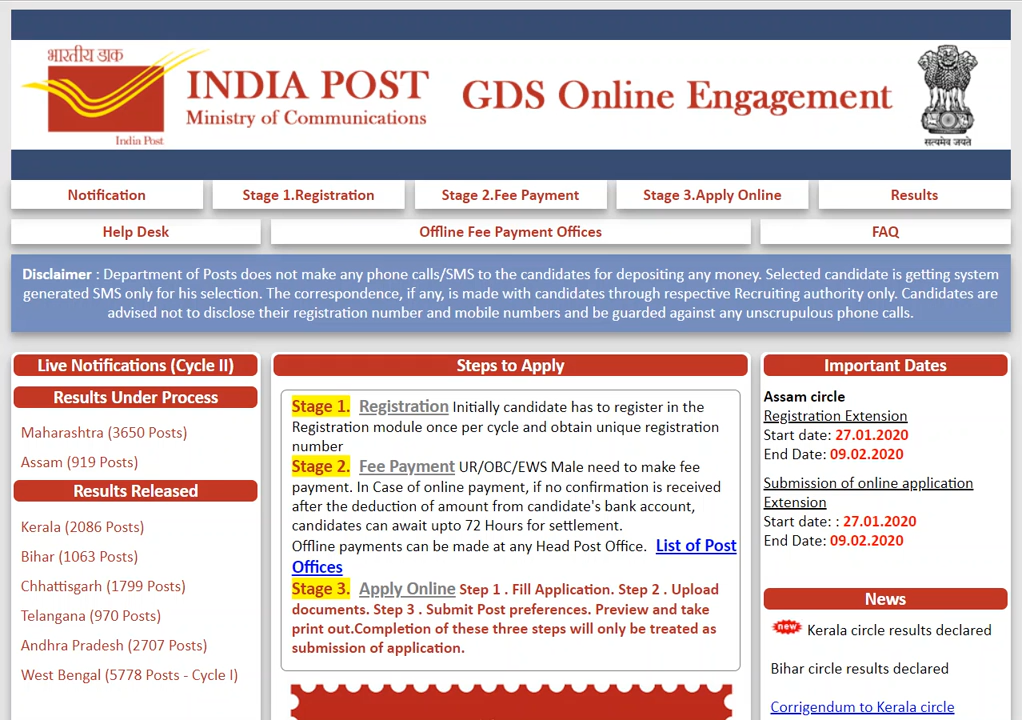 भारतीय डाक
India Post
INDIA POST
Ministry of Communications
GDS Online Engagement
सत्यमेव जयते
Notification
Stage 1.Registration
Stage 2.Fee Payment
Stage 3.Apply Online
Results
Help Desk
Offline Fee Payment Offices
FAQ
Disclaimer : Department of Posts does not make any phone calls/SMS to the candidates for depositing any money. Selected candidate is getting system
generated SMS only for his selection. The correspondence, if any, is made with candidates through respective Recruiting authority only. Candidates are
advised not to disclose their registration number and mobile numbers and be guarded against any unscrupulous phone calls.
Live Notifications (Cycle II)
Results Under Process
Maharashtra (3650 Posts)
Assam (919 Posts)
Results Released
Kerala (2086 Posts)
Bihar (1063 Posts)
Chhattisgarh (1799 Posts)
Telangana (970 Posts)
Andhra Pradesh (2707 Posts)
West Bengal (5778 Posts - Cycle I)
Steps to Apply
Stage 1. Registration Initially candidate has to register in the
Registration module once per cycle and obtain unique registration
number
Stage 2. Fee Payment UR/OBC/EWS Male need to make fee
payment. In Case of online payment, if no confirmation is received
after the deduction of amount from candidate's bank account,
candidates can await upto 72 Hours for settlement.
Offline payments can be made at any Head Post Office. List of Post
Offices
Stage 3. Apply Online Step 1 . Fill Application. Step 2 . Upload
documents. Step 3 . Submit Post preferences. Preview and take
print out.Completion of these three steps will only be treated as
submission of application.
Important Dates
Assam circle
Registration Extension
Start date: 27.01.2020
End Date: 09.02.2020
Submission of online application
Extension
Start date: : 27.01.2020
End Date: 09.02.2020
News
new Kerala circle results declared
Bihar circle results declared
Corrigendum to Kerala circle